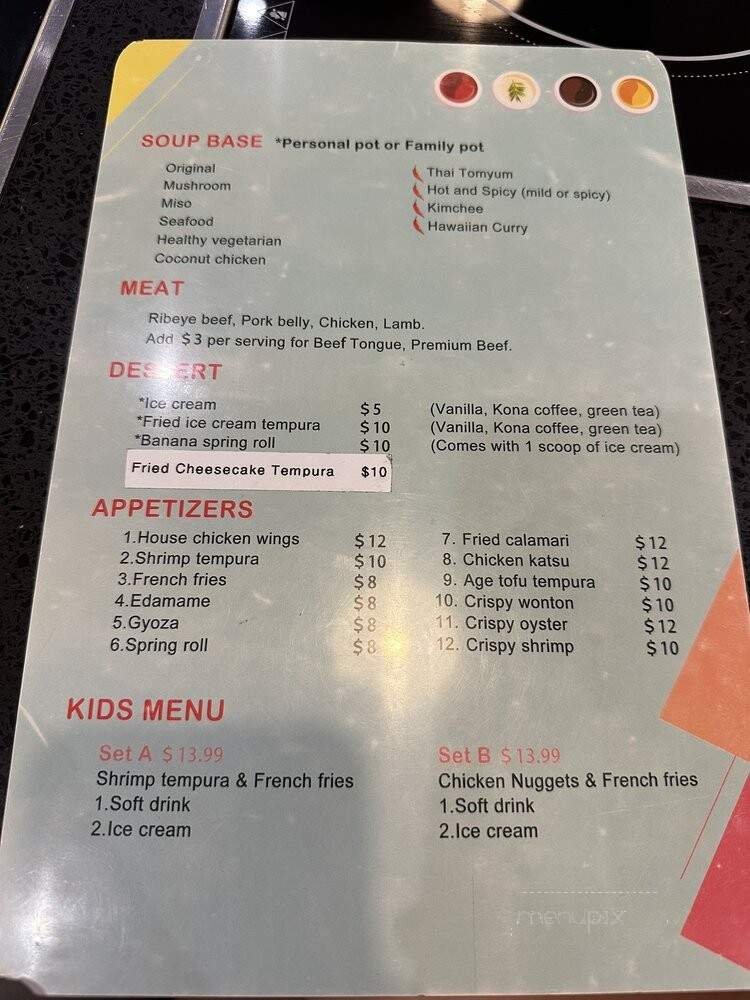 SOUP BASE *Personal pot or Family pot
Original
Mushroom
Miso
Seafood
Healthy vegetarian
Coconut chicken
Thai Tomyum
Hot and Spicy (mild or spicy)
Kimchee
Hawaiian Curry
MEAT
Ribeye beef, Pork belly, Chicken, Lamb.
Add $3 per serving for Beef Tongue, Premium Beef.
DESSERT
*Ice cream $5 (Vanilla, Kona coffee, green tea)
*Fried ice cream tempura $10 (Vanilla, Kona coffee, green tea)
*Banana spring roll $10 (Comes with 1 scoop of ice cream)
Fried Cheesecake Tempura $10
APPETIZERS
1.House chicken wings $12
2.Shrimp tempura $10
3.French fries $8
4.Edamame $8
5.Gyoza $8
6.Spring roll $8
7. Fried calamari $12
8. Chicken katsu $12
9. Age tofu tempura $10
10. Crispy wonton $10
11. Crispy oyster $12
12. Crispy shrimp $10
KIDS MENU
Set A $13.99
Shrimp tempura & French fries
1.Soft drink
2.Ice cream
Set B $13.99
Chicken Nuggets & French fries
1.Soft drink
2.Ice cream
menupix